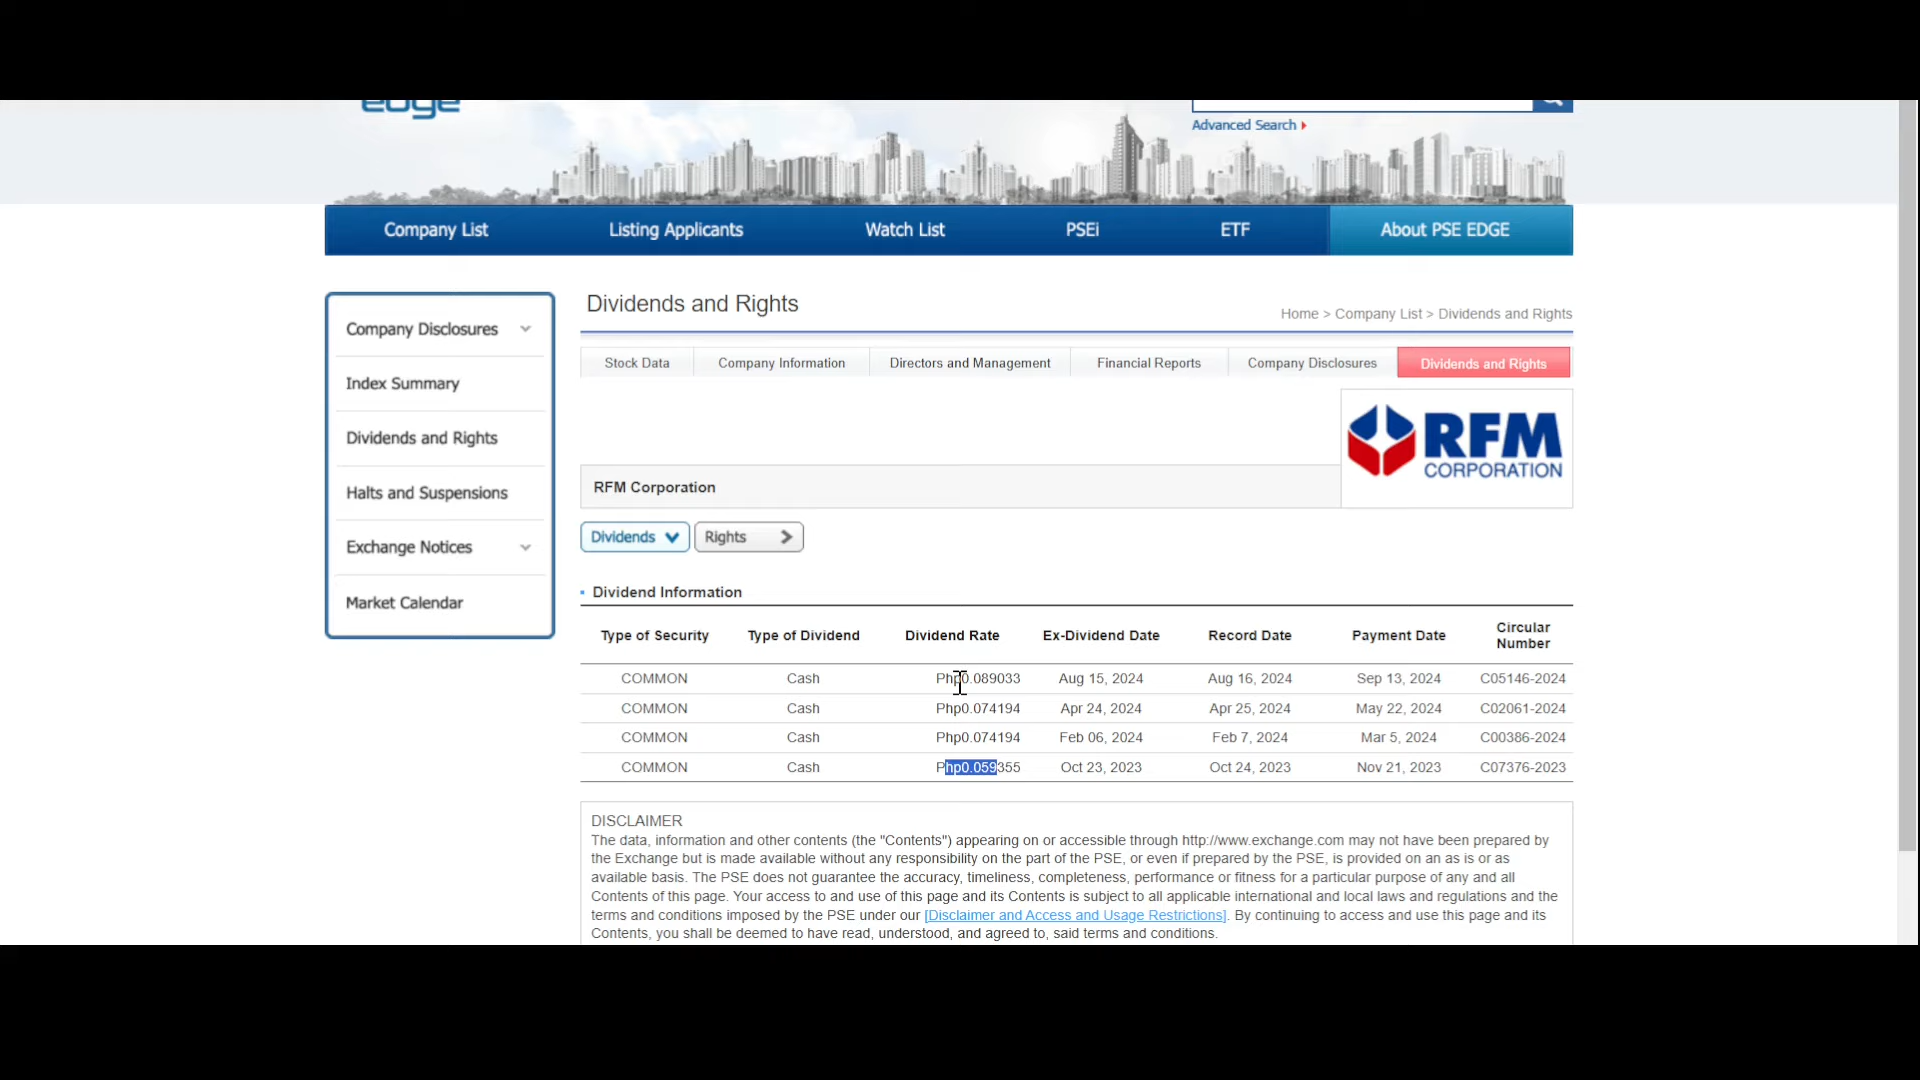 edge
Advanced Search
Company List Listing Applicants Watch List PSEi ETF About PSE EDGE
Company Disclosures
Index Summary
Dividends and Rights
Halts and Suspensions
Exchange Notices
Market Calendar
Dividends and Rights
Home > Company List > Dividends and Rights
Stock Data Company Information Directors and Management Financial Reports Company Disclosures Dividends and Rights
RFM
CORPORATION
RFM Corporation
Dividends Rights
Dividend Information
Type of Security Type of Dividend Dividend Rate Ex-Dividend Date Record Date Payment Date Circular Number
COMMON Cash Php0.089033 Aug 15, 2024 Aug 16, 2024 Sep 13, 2024 C05146-2024
COMMON Cash Php0.074194 Apr 24, 2024 Apr 25, 2024 May 22, 2024 C02061-2024
COMMON Cash Php0.074194 Feb 06, 2024 Feb 7, 2024 Mar 5, 2024 C00386-2024
COMMON Cash Php0.059355 Oct 23, 2023 Oct 24, 2023 Nov 21, 2023 C07376-2023
DISCLAIMER
The data, information and other contents (the "Contents") appearing on or accessible through http://www.exchange.com may not have been prepared by
the Exchange but is made available without any responsibility on the part of the PSE, or even if prepared by the PSE, is provided on an as is or as
available basis. The PSE does not guarantee the accuracy, timeliness, completeness, performance or fitness for a particular purpose of any and all
Contents of this page. Your access to and use of this page and its Contents is subject to all applicable international and local laws and regulations and the
terms and conditions imposed by the PSE under our [Disclaimer and Access and Usage Restrictions]. By continuing to access and use this page and its
Contents, you shall be deemed to have read, understood, and agreed to, said terms and conditions.